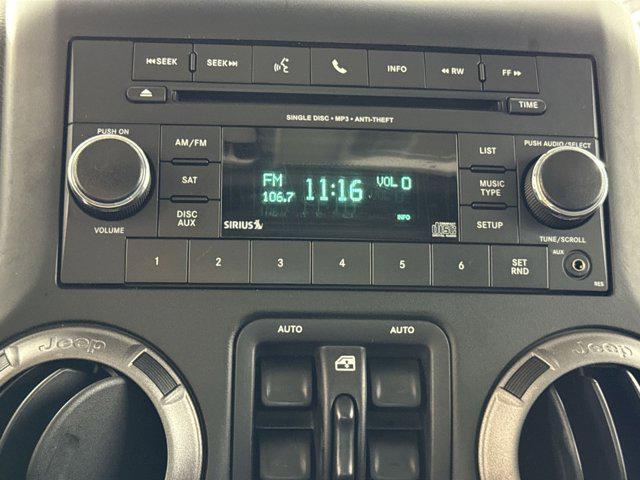 SEEK SEEK INFO RW FF
TIME
SINGLE DISC • MP3 • ANTI-THEFT
PUSH ON AM/FM LIST PUSH AUDIO/SELECT
FM 106.7 11:16 VOL 0
SAT MUSIC TYPE
DISC AUX INFO SETUP
SIRIUS
VOLUME TUNE/SCROLL
1 2 3 4 5 6 SET RND AUX
RES
AUTO AUTO
Jeep Jeep